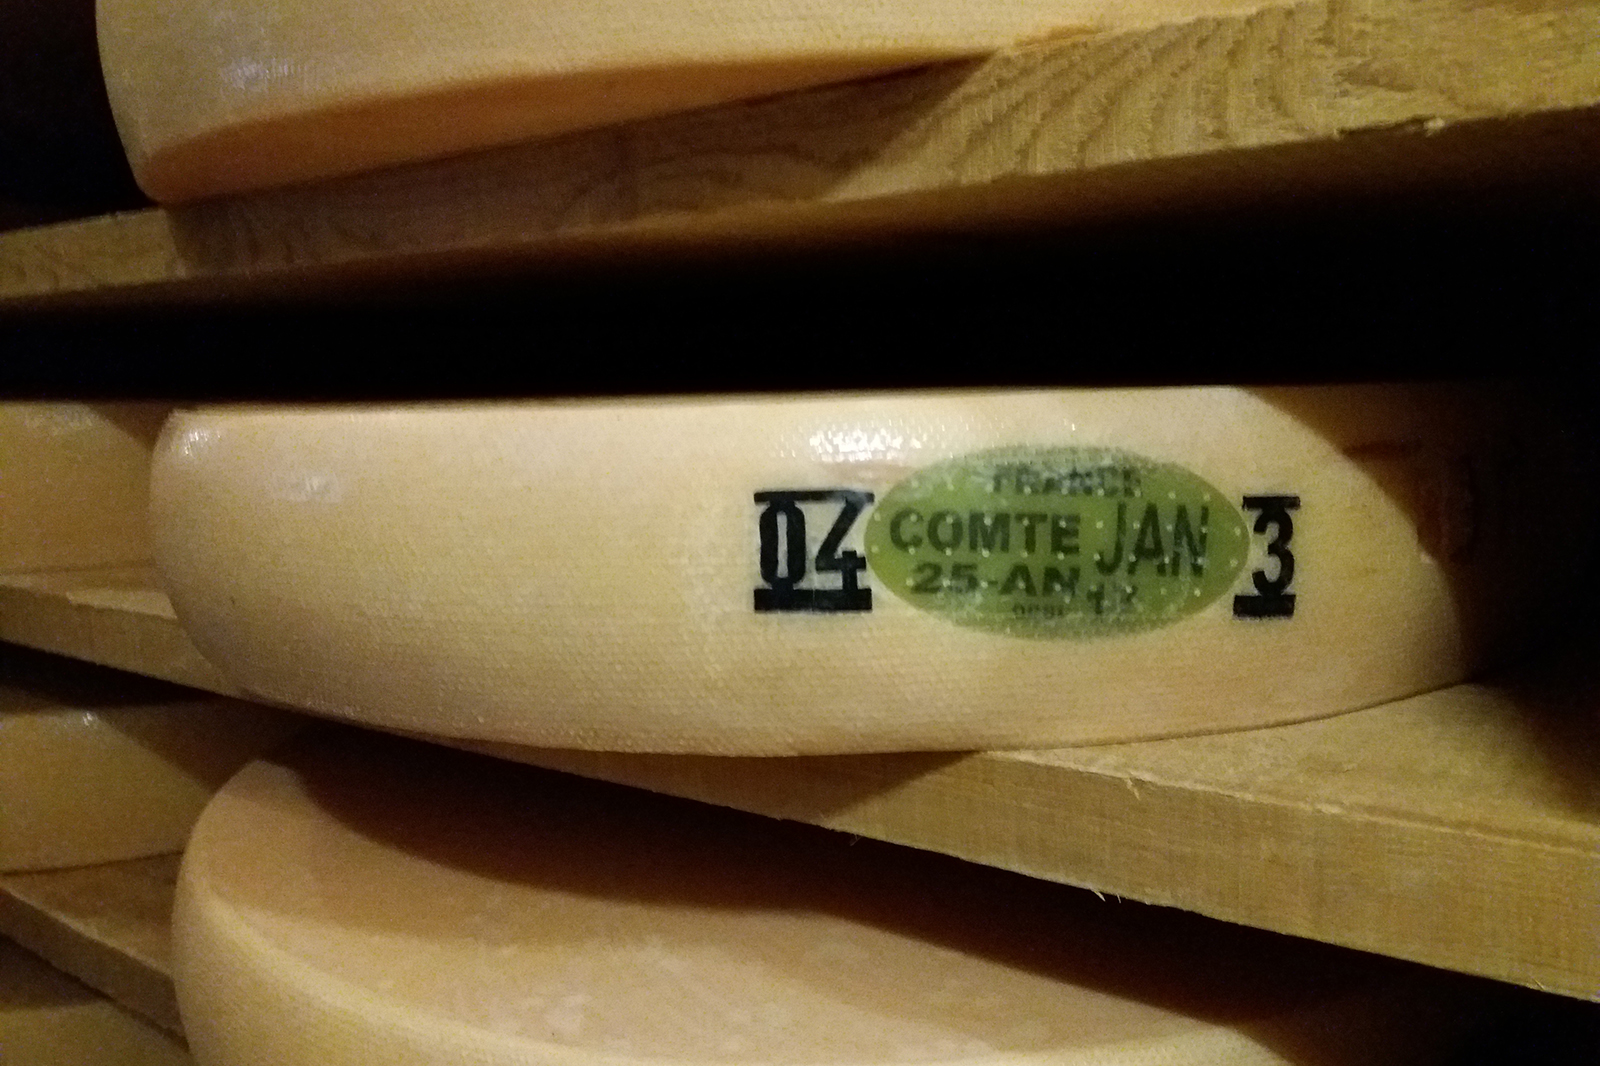 FRANCE
04 COMTE JAN 3
25-AN